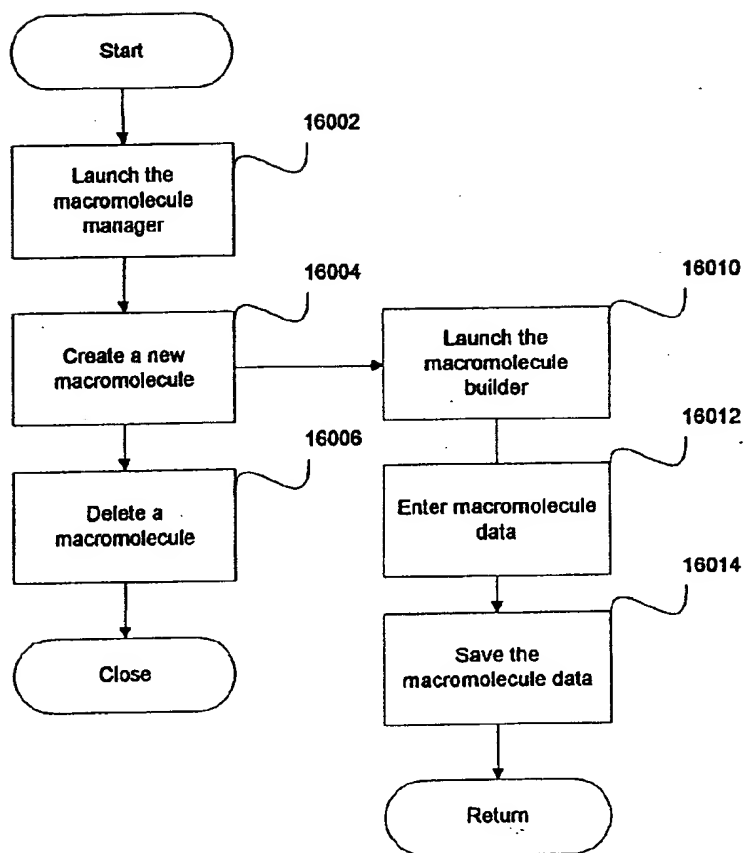 Start
16002
Launch the
macromolecule
manager
16004
Create a new
macromolecule
16006
Delete a
macromolecule
Close
16010
Launch the
macromolecule
builder
16012
Enter macromolecule
data
16014
Save the
macromolecule data
Return